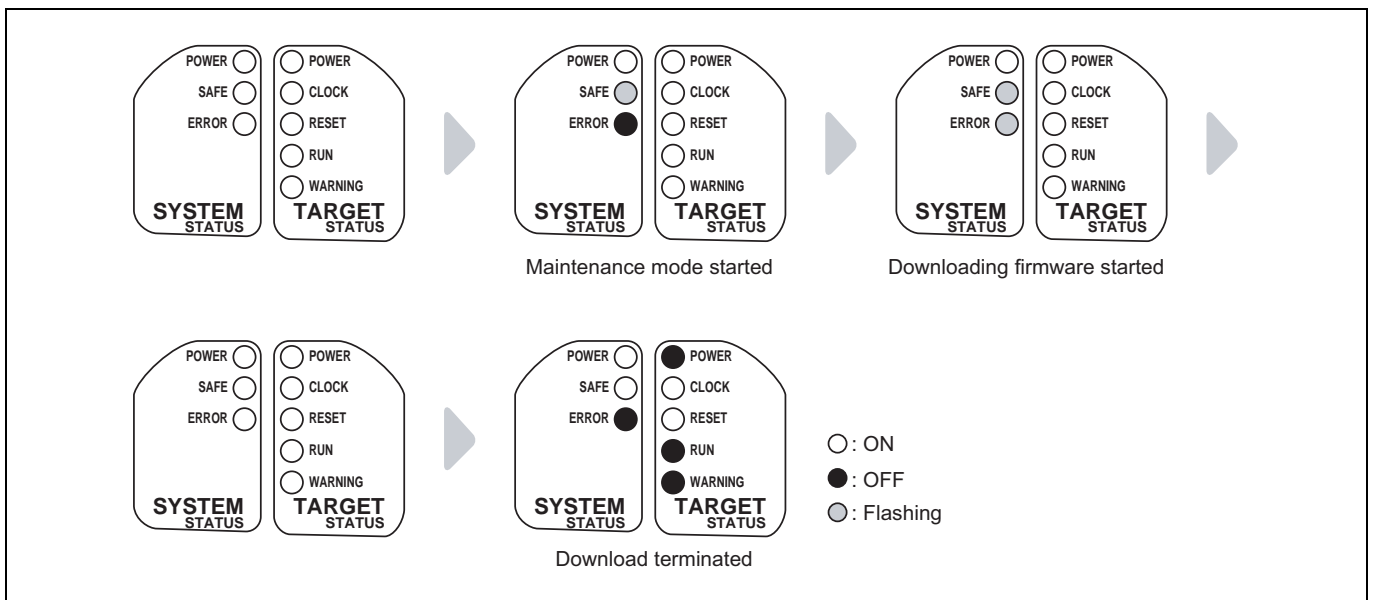 POWER POWER
SAFE CLOCK
ERROR RESET
RUN
WARNING
SYSTEM TARGET
STATUS STATUS
POWER POWER
SAFE CLOCK
ERROR RESET
RUN
WARNING
SYSTEM TARGET
STATUS STATUS
Maintenance mode started
POWER POWER
SAFE CLOCK
ERROR RESET
RUN
WARNING
SYSTEM TARGET
STATUS STATUS
Downloading firmware started
POWER POWER
SAFE CLOCK
ERROR RESET
RUN
WARNING
SYSTEM TARGET
STATUS STATUS
POWER POWER
SAFE CLOCK
ERROR RESET
RUN
WARNING
SYSTEM TARGET
STATUS STATUS
Download terminated
: ON
: OFF
: Flashing